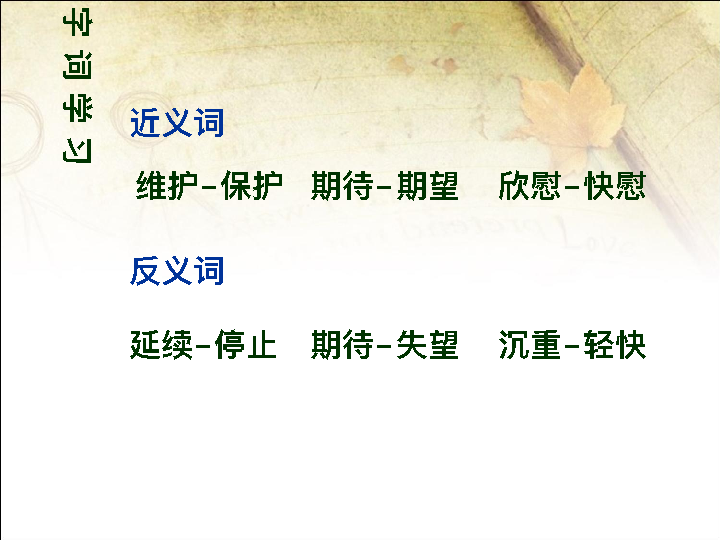 字词学习
近义词
维护-保护 期待-期望 欣慰-快慰
反义词
延续-停止 期待-失望 沉重-轻快